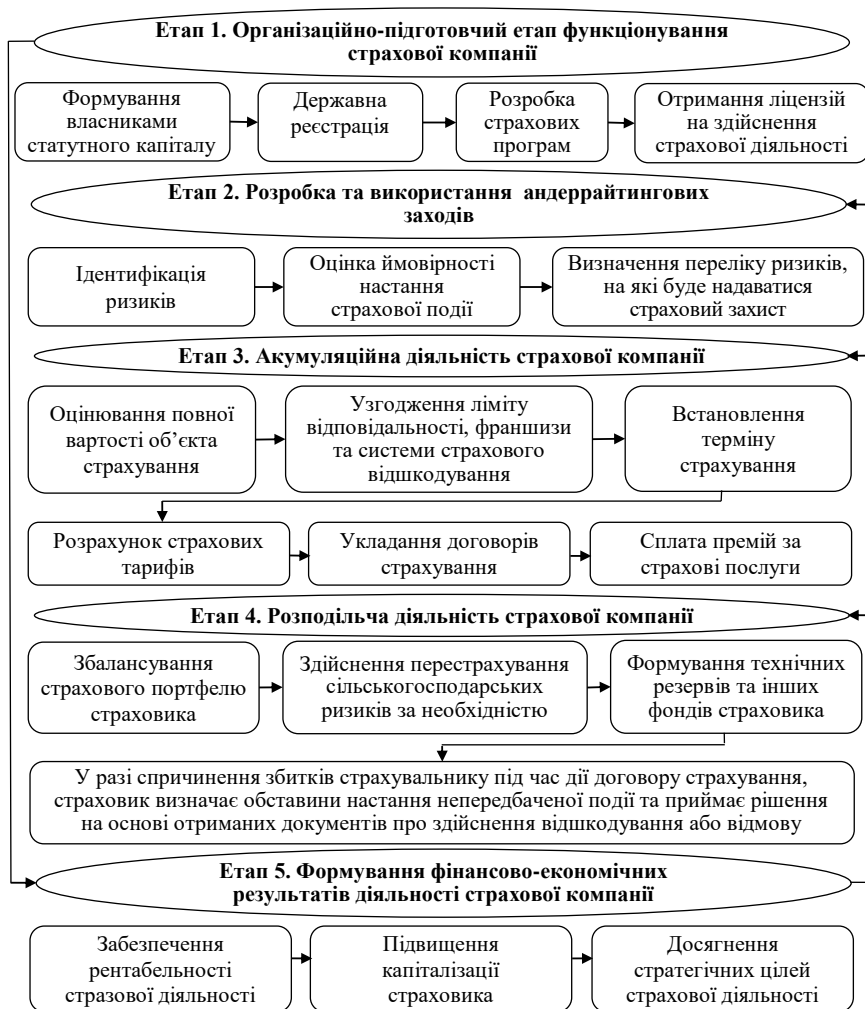 Етап 1. Організаційно-підготовчий етап функціонування
страхової компанії
Формування
власниками
статутного капіталу
Державна
реєстрація
Розробка
страхових
програм
Отримання ліцензій
на здійснення
страхової діяльності
Етап 2. Розробка та використання андеррайтингових
заходів
Ідентифікація
ризиків
Оцінка ймовірності
настання
страхової події
Визначення переліку ризиків,
на які буде надаватися
страховий захист
Етап 3. Акумуляційна діяльність страхової компанії
Оцінювання повної
вартості об’єкта
страхування
Узгодження ліміту
відповідальності, франшизи
та системи страхового
відшкодування
Встановлення
терміну
страхування
Розрахунок страхових
тарифів
Укладання договорів
страхування
Сплата премій за
страхові послуги
Етап 4. Розподільча діяльність страхової компанії
Збалансування
страхового портфелю
страховика
Здійснення перестрахування
сільськогосподарських
ризиків за необхідністю
Формування технічних
резервів та інших
фондів страховика
У разі спричинення збитків страхувальнику під час дії договору страхування,
страховик визначає обставини настання непередбаченої події та приймає рішення
на основі отриманих документів про здійснення відшкодування або відмову
Етап 5. Формування фінансово-економічних
результатів діяльності страхової компанії
Забезпечення
рентабельності
стразової діяльності
Підвищення
капіталізації
страховика
Досягнення
стратегічних цілей
страхової діяльності